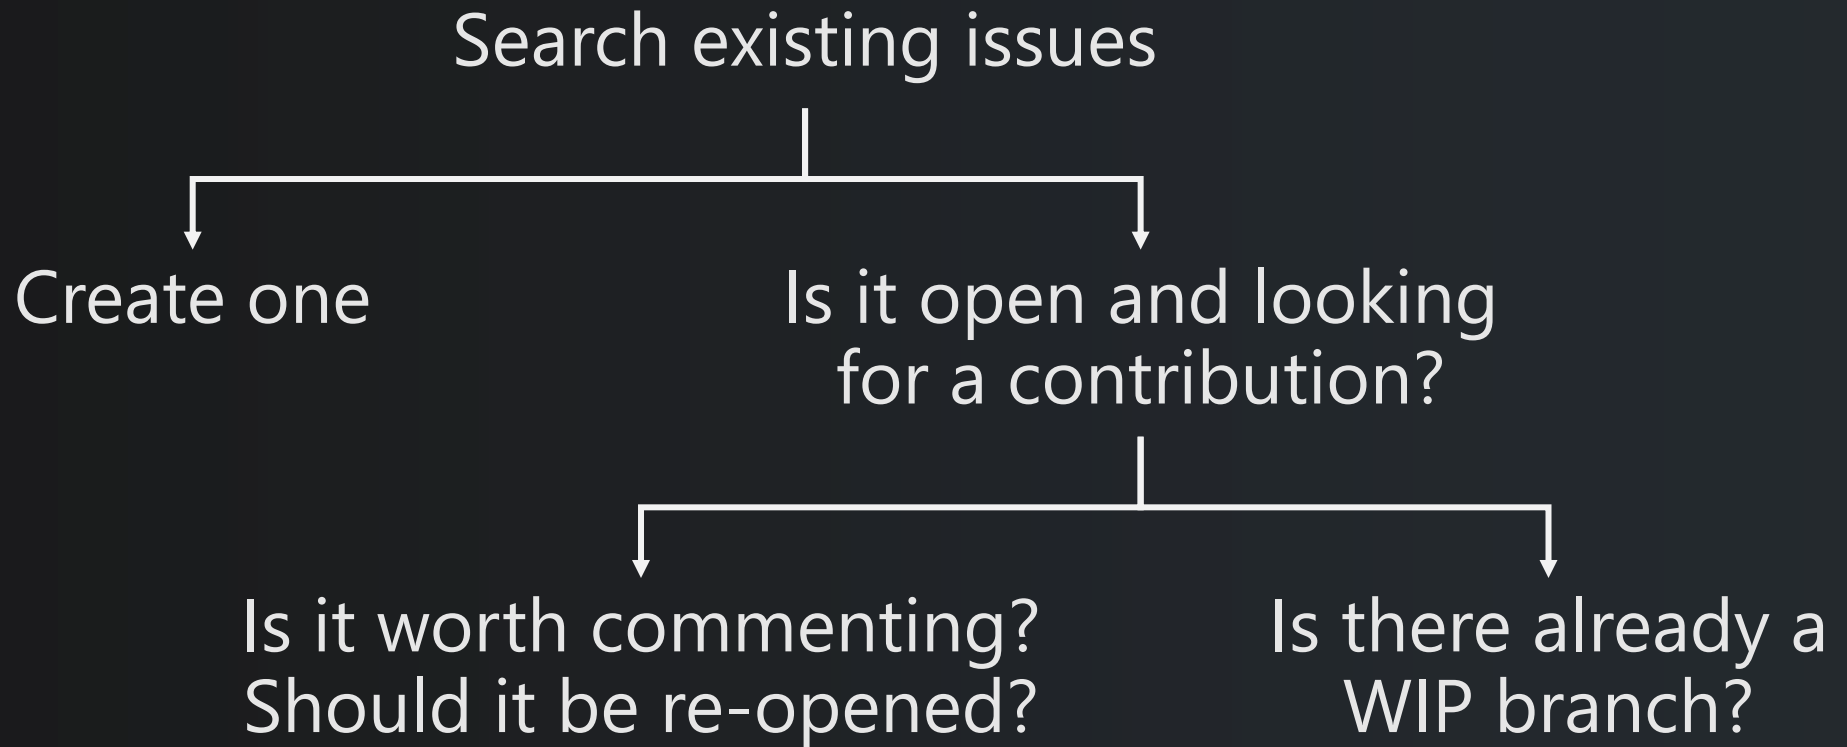 Search existing issues
Create one
Is it open and looking
for a contribution?
Is it worth commenting?
Should it be re-opened?
Is there already a
WIP branch?